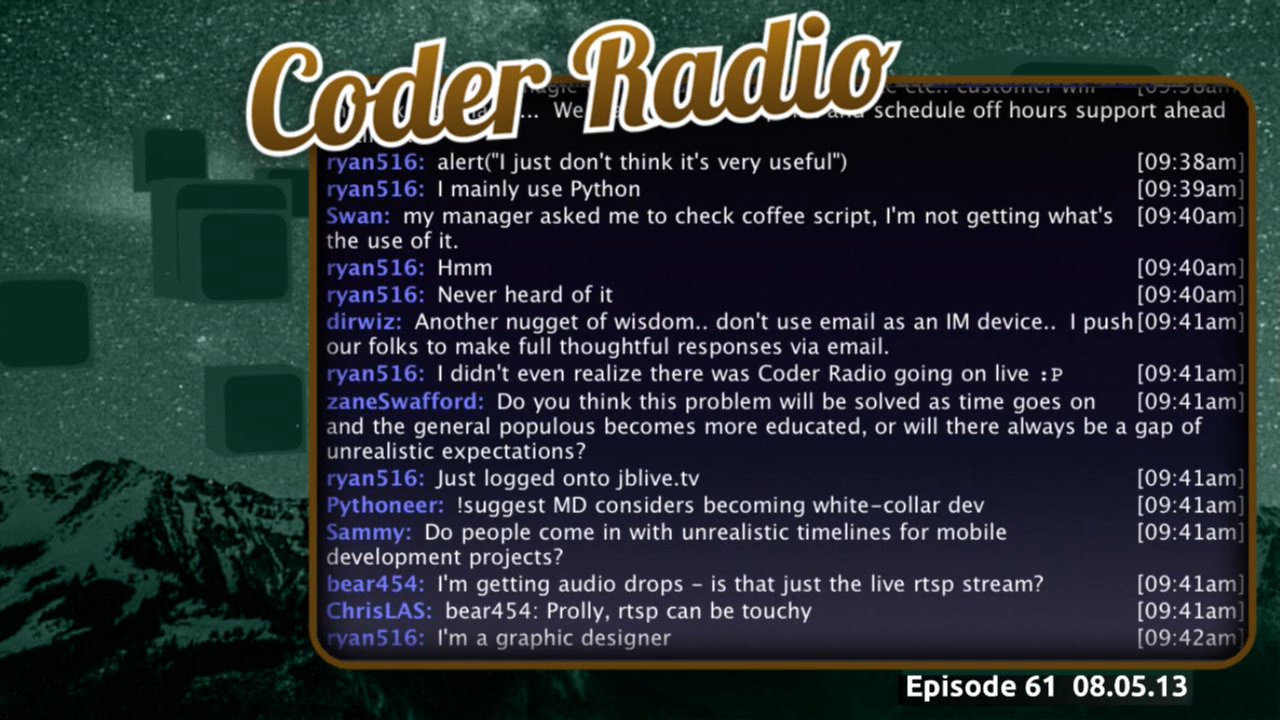 Coder Radio
etc.. customer will [09:38am]
... We and schedule off hours support ahead
ryan516: alert("I just don't think it's very useful") [09:38am]
ryan516: I mainly use Python [09:39am]
Swan: my manager asked me to check coffee script, I'm not getting what's [09:40am]
the use of it.
ryan516: Hmm [09:40am]
ryan516: Never heard of it [09:40am]
dirwiz: Another nugget of wisdom.. don't use email as an IM device.. I push [09:41am]
our folks to make full thoughtful responses via email.
ryan516: I didn't even realize there was Coder Radio going on live :P [09:41am]
zaneSwafford: Do you think this problem will be solved as time goes on [09:41am]
and the general populous becomes more educated, or will there always be a gap of
unrealistic expectations?
ryan516: Just logged onto jblive.tv [09:41am]
Pythoneer: !suggest MD considers becoming white-collar dev [09:41am]
Sammy: Do people come in with unrealistic timelines for mobile [09:41am]
development projects?
bear454: I'm getting audio drops - is that just the live rtsp stream? [09:41am]
ChrisLAS: bear454: Prolly, rtsp can be touchy [09:41am]
ryan516: I'm a graphic designer [09:42am]
Episode 61 08.05.13